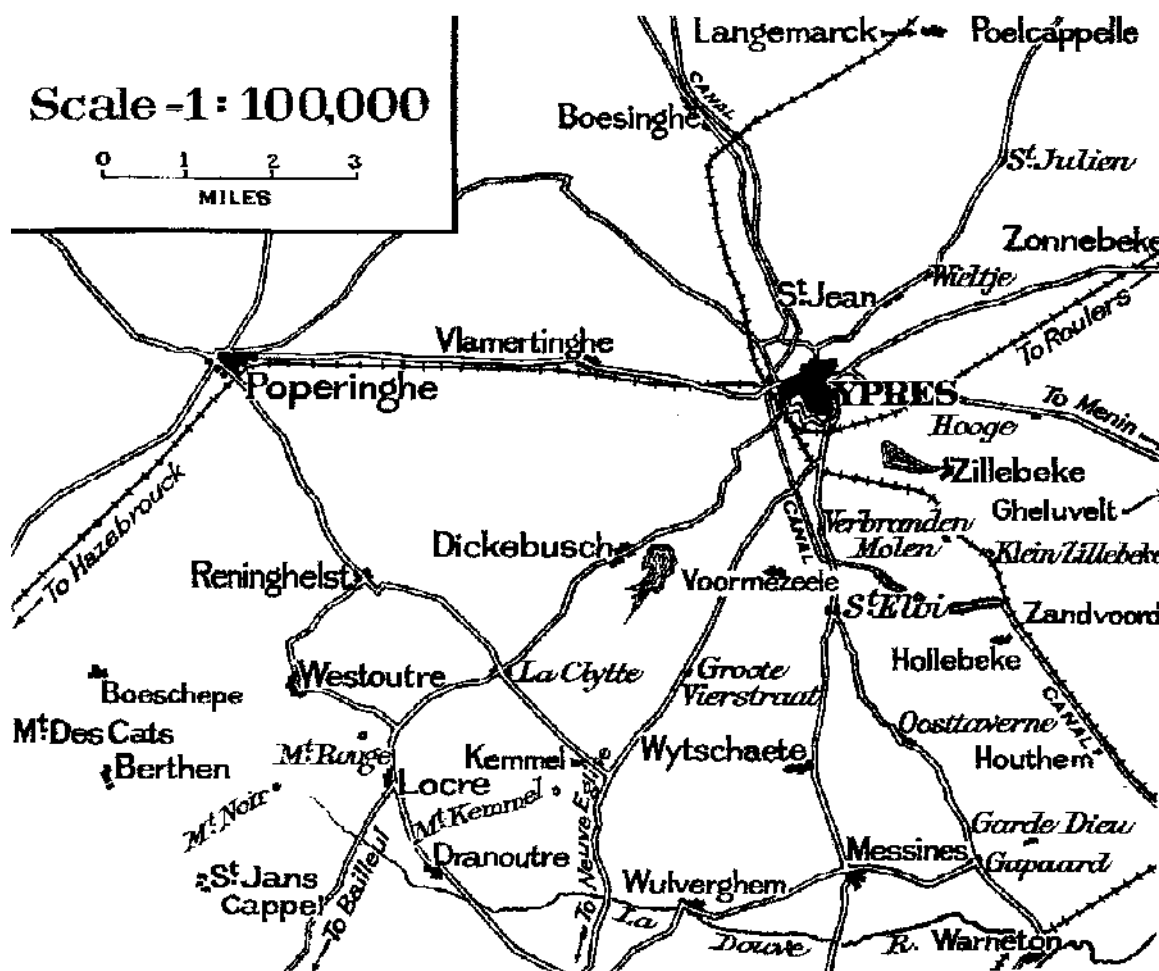 Langemarck
Poelcappelle
Scale - 1 : 100,000
0 1 2 3
MILES
CANAL
Boesinghe
St. Julien
Zonnebeke
Wieltje
St. Jean
To Roulers
Vlamertinghe
Poperinghe
YPRES
To Menin
Hooge
Zillebeke
Gheluvelt
To Hazebrouck
CANAL
Verbranden
Molen
Klein Zillebeke
Dickebusch
Reninghelst
Voormezeele
St. Eloi
Zandvoord
Hollebeke
La Clytte
Groote
Vierstraat
Westoutre
Boeschepe
Mt. Des Cats
Berthen
Mt. Rouge
Kemmel
Wytschaete
Oosttaverne
CANAL
Houthem
Locre
Mt. Noir
Mt. Kemmel
To Neuve Eglise
Garde Dieu
Messines
Gapaard
Dranoutre
St. Jans
Cappel
To Bailleul
Wulverghem
La Douve R.
Warneton